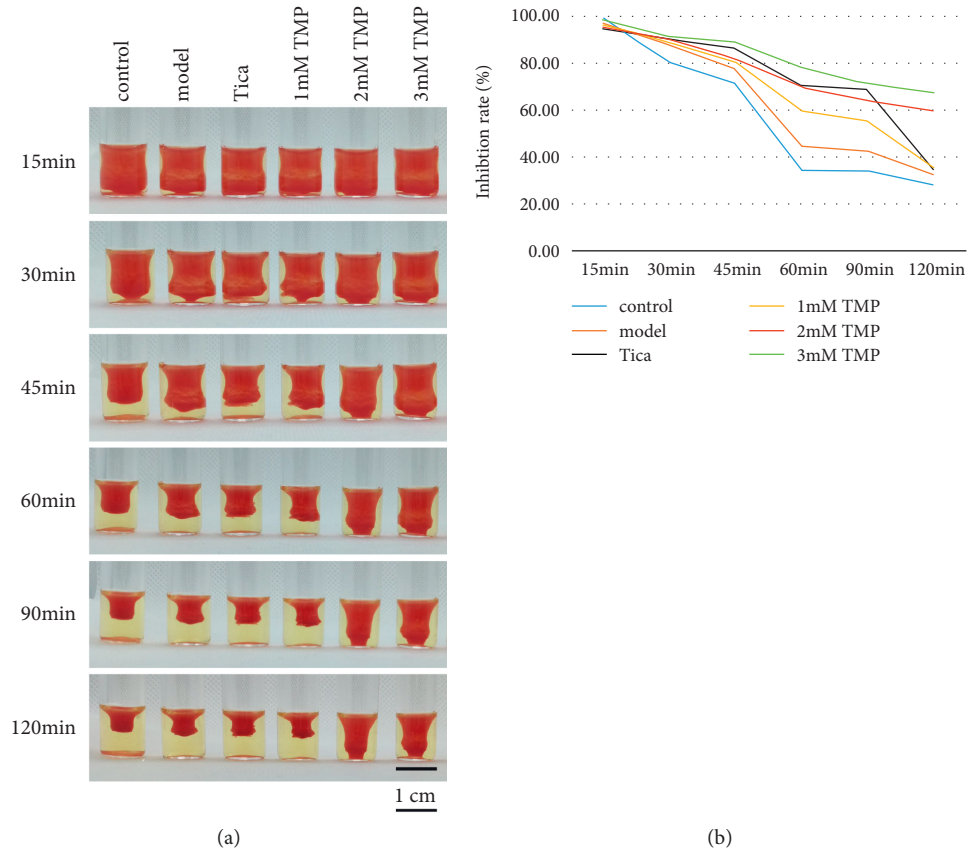 control
model
Tica
1mM TMP
2mM TMP
3mM TMP
15min
30min
45min
60min
90min
120min
1 cm
(a)
Inhibtion rate (%)
100.00
80.00
60.00
40.00
20.00
0.00
15min 30min 45min 60min 90min 120min
control 1mM TMP
model 2mM TMP
Tica 3mM TMP
(b)